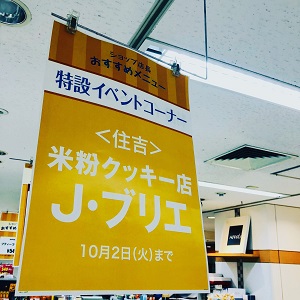 ショップ店長
おすすめメニュー
特設イベントコーナー
<住吉>
米粉クッキー店
J・ブリエ
10月2日(火)まで